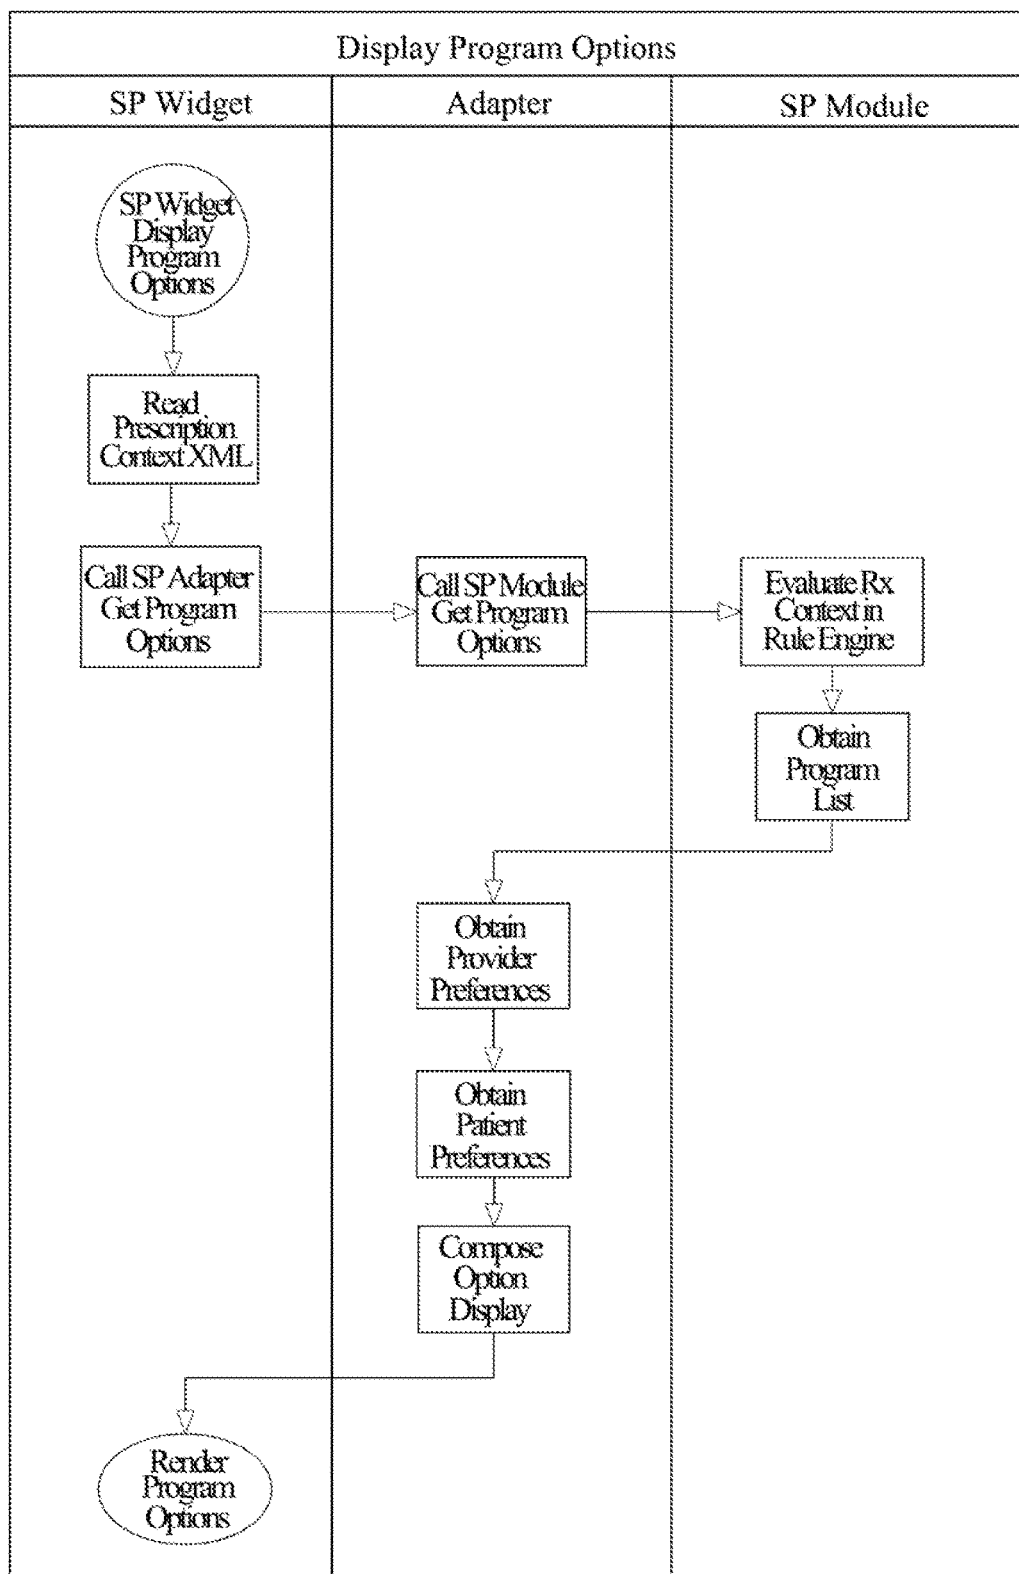 Display Program Options
SP Widget
Adapter
SP Module
SP Widget
Display
Program
Options
Read
Prescription
Context XML
Call SP Adapter
Get Program
Options
Call SP Module
Get Program
Options
Evaluate Rx
Context in
Rule Engine
Obtain
Program
List
Obtain
Provider
Preferences
Obtain
Patient
Preferences
Compose
Option
Display
Render
Program
Options